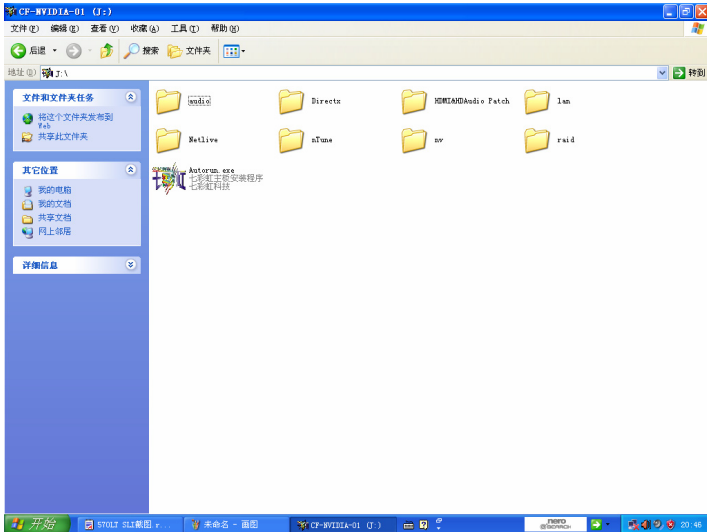 CF-NVIDIA-01 (J:)
文件(F) 编辑(E) 查看(V) 收藏(A) 工具(T) 帮助(H)
后退 搜索 文件夹
地址(D) J:\ 转到
文件和文件夹任务
将这个文件夹发布到
Web
共享此文件夹
其它位置
我的电脑
我的文档
共享文档
网上邻居
详细信息
audio Directx HDMI&HDAudio Patch lan
Netlive nTune nv raid
Autorun.exe
七彩虹主板安装程序
七彩虹科技
开始 570LT SLI截图 r... 未命名 - 画图 CF-NVIDIA-01 (J:) nero SEARCH 20:46